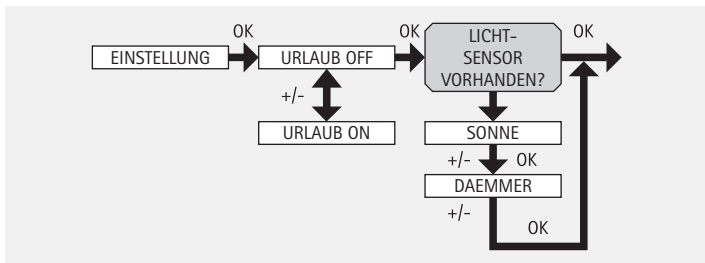 OK
OK
OK
EINSTELLUNG
URLAUB OFF
LICHT-
SENSOR
VORHANDEN?
+/-
URLAUB ON
SONNE
+/-
OK
DAEMMER
+/-
OK